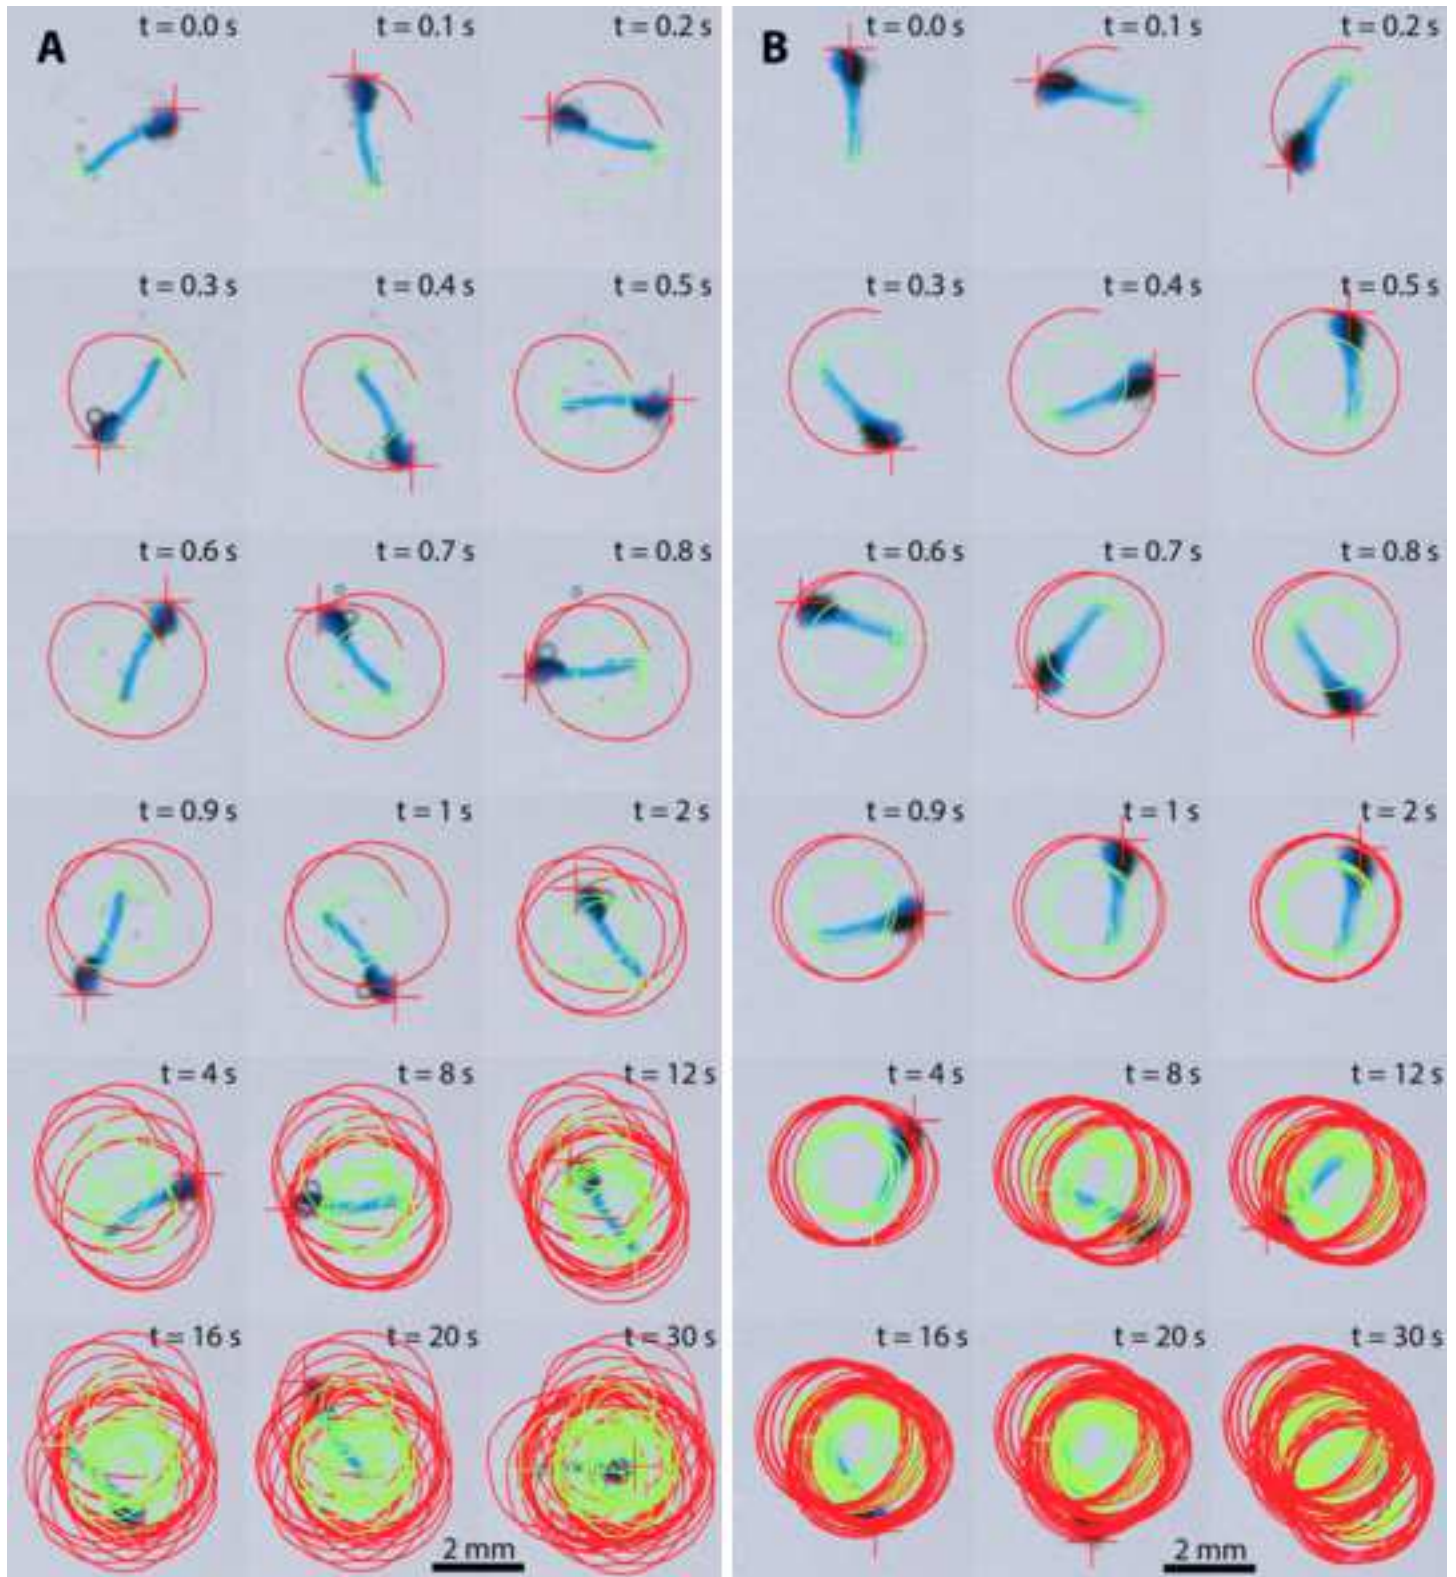 A
t = 0.0 s
t = 0.1 s
t = 0.2 s
t = 0.3 s
t = 0.4 s
t = 0.5 s
t = 0.6 s
t = 0.7 s
t = 0.8 s
t = 0.9 s
t = 1 s
t = 2 s
t = 4 s
t = 8 s
t = 12 s
t = 16 s
t = 20 s
t = 30 s
2 mm
B
t = 0.0 s
t = 0.1 s
t = 0.2 s
t = 0.3 s
t = 0.4 s
t = 0.5 s
t = 0.6 s
t = 0.7 s
t = 0.8 s
t = 0.9 s
t = 1 s
t = 2 s
t = 4 s
t = 8 s
t = 12 s
t = 16 s
t = 20 s
t = 30 s
2 mm